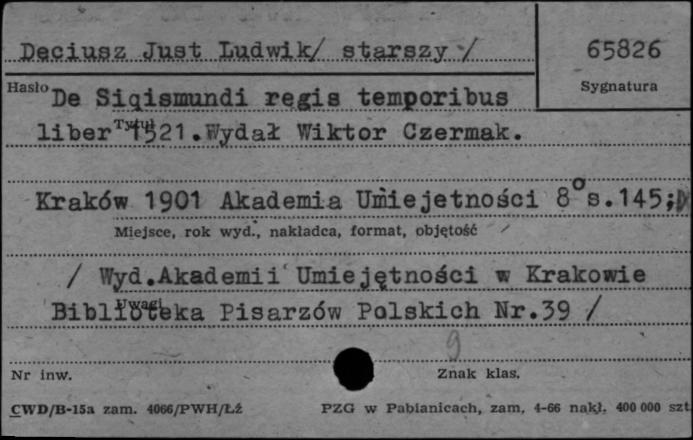 Deciusz Just Ludwik/ starszy /
65826
Hasło
Sygnatura
De Sigismundi regis temporibus
Tytuł
liber 1521.Wydał Wiktor Czermak.
Kraków 1901 Akademia Umiejetności 8° s.145;
Miejsce, rok wyd., nakładca, format, objętość
/ Wyd.Akademii Umiejętności w Krakowie
Uwagi
Biblioteka Pisarzów Polskich Nr.39 /
9
Nr inw.
Znak klas.
CWD/B-15a zam. 4066/PWH/Łż
PZG w Pabianicach, zam. 4-66 nakł. 400 000 szt